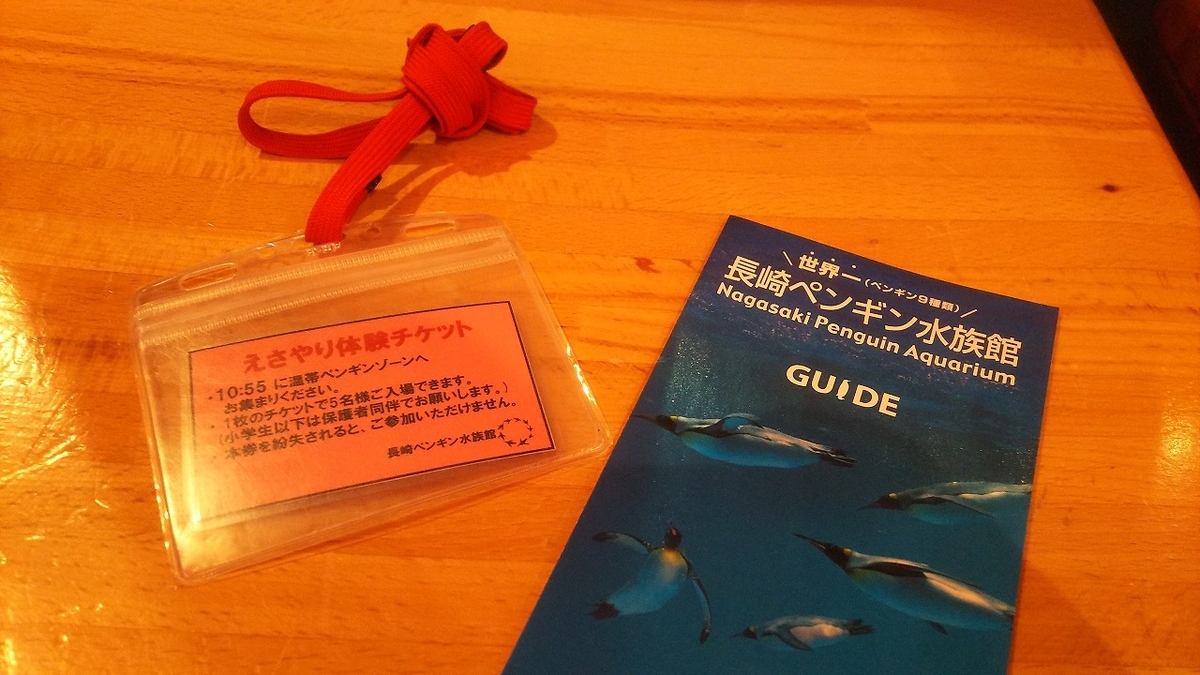 えさやり体験チケット
・10:55 に温帯ペンギンゾーンへ
お集まりください。
・1枚のチケットで5名様ご入場できます。
(小学生以下は保護者同伴でお願いします。)
・本券を紛失されると、ご参加いただけません。
長崎ペンギン水族館
\ 世界一(ペンギン9種類) /
長崎ペンギン水族館
Nagasaki Penguin Aquarium
GUIDE